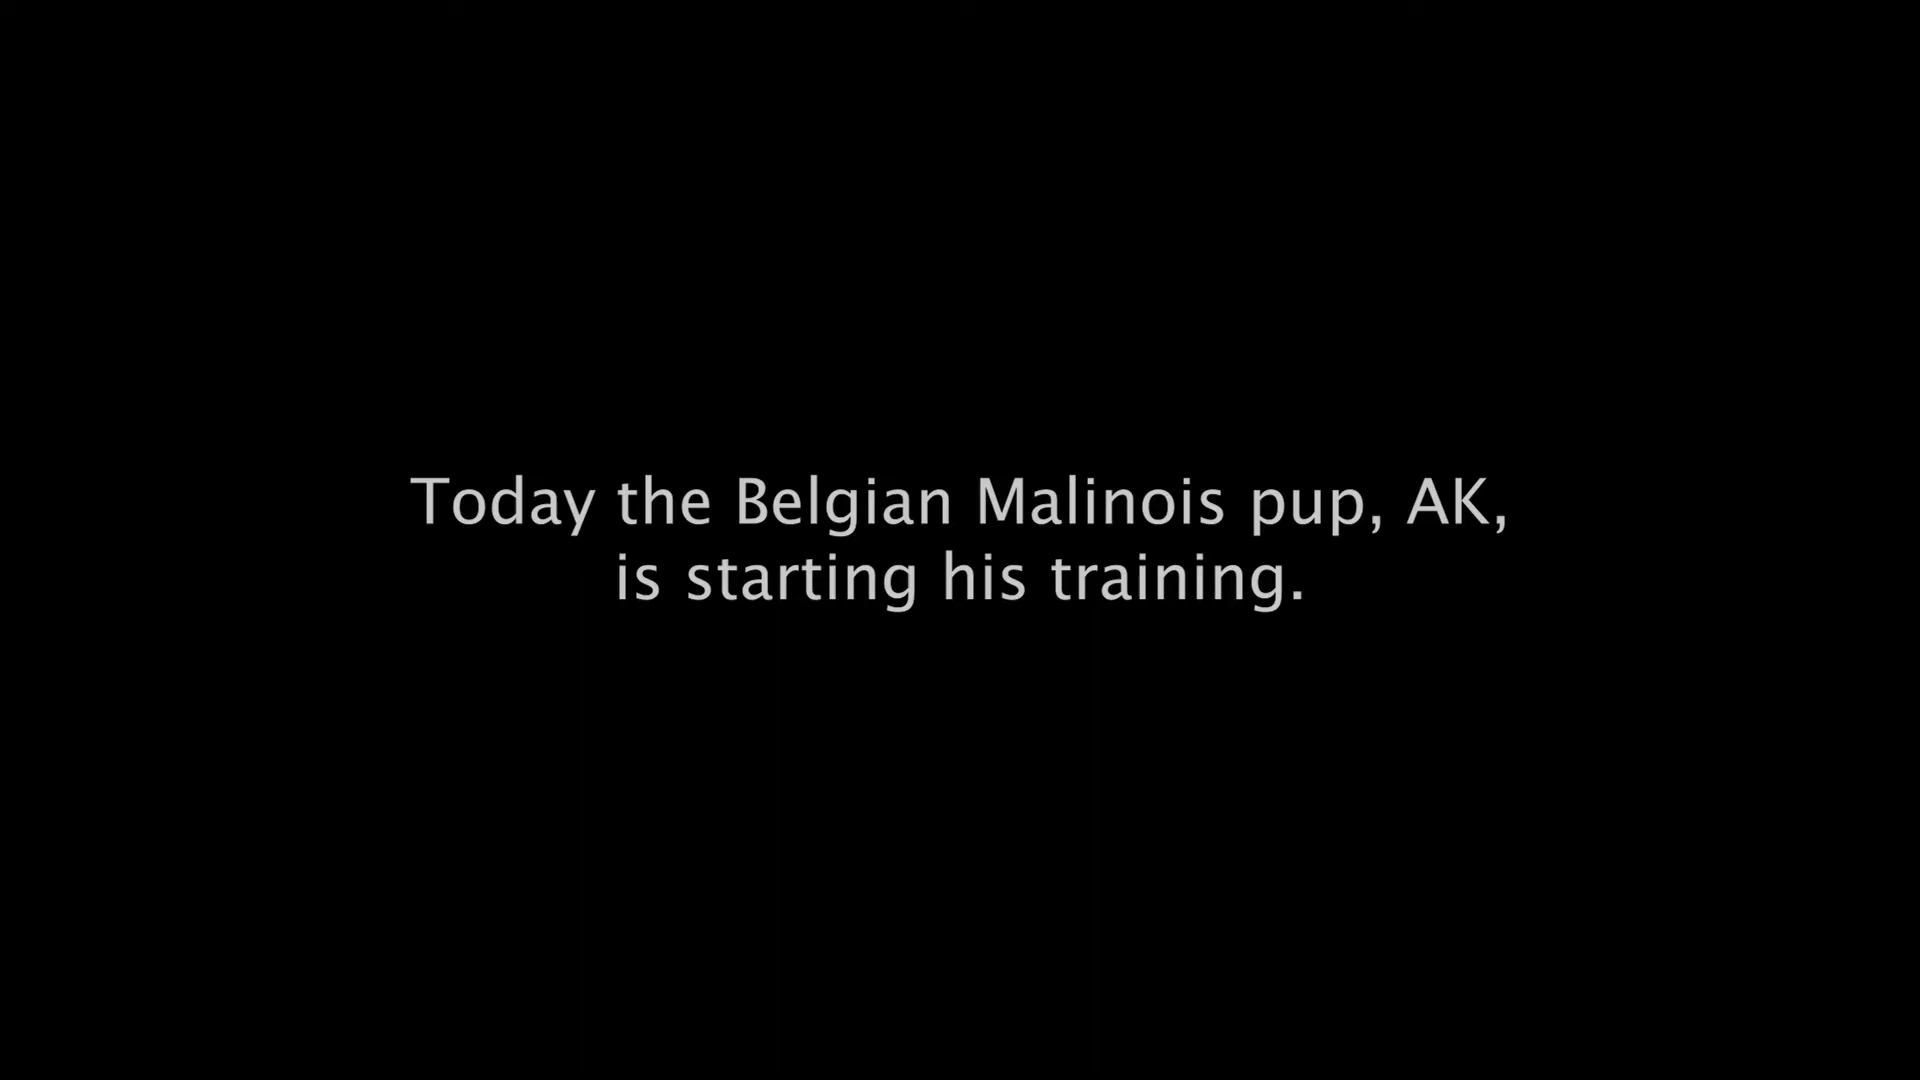 Today the Belgian Malinois pup, AK,
is starting his training.